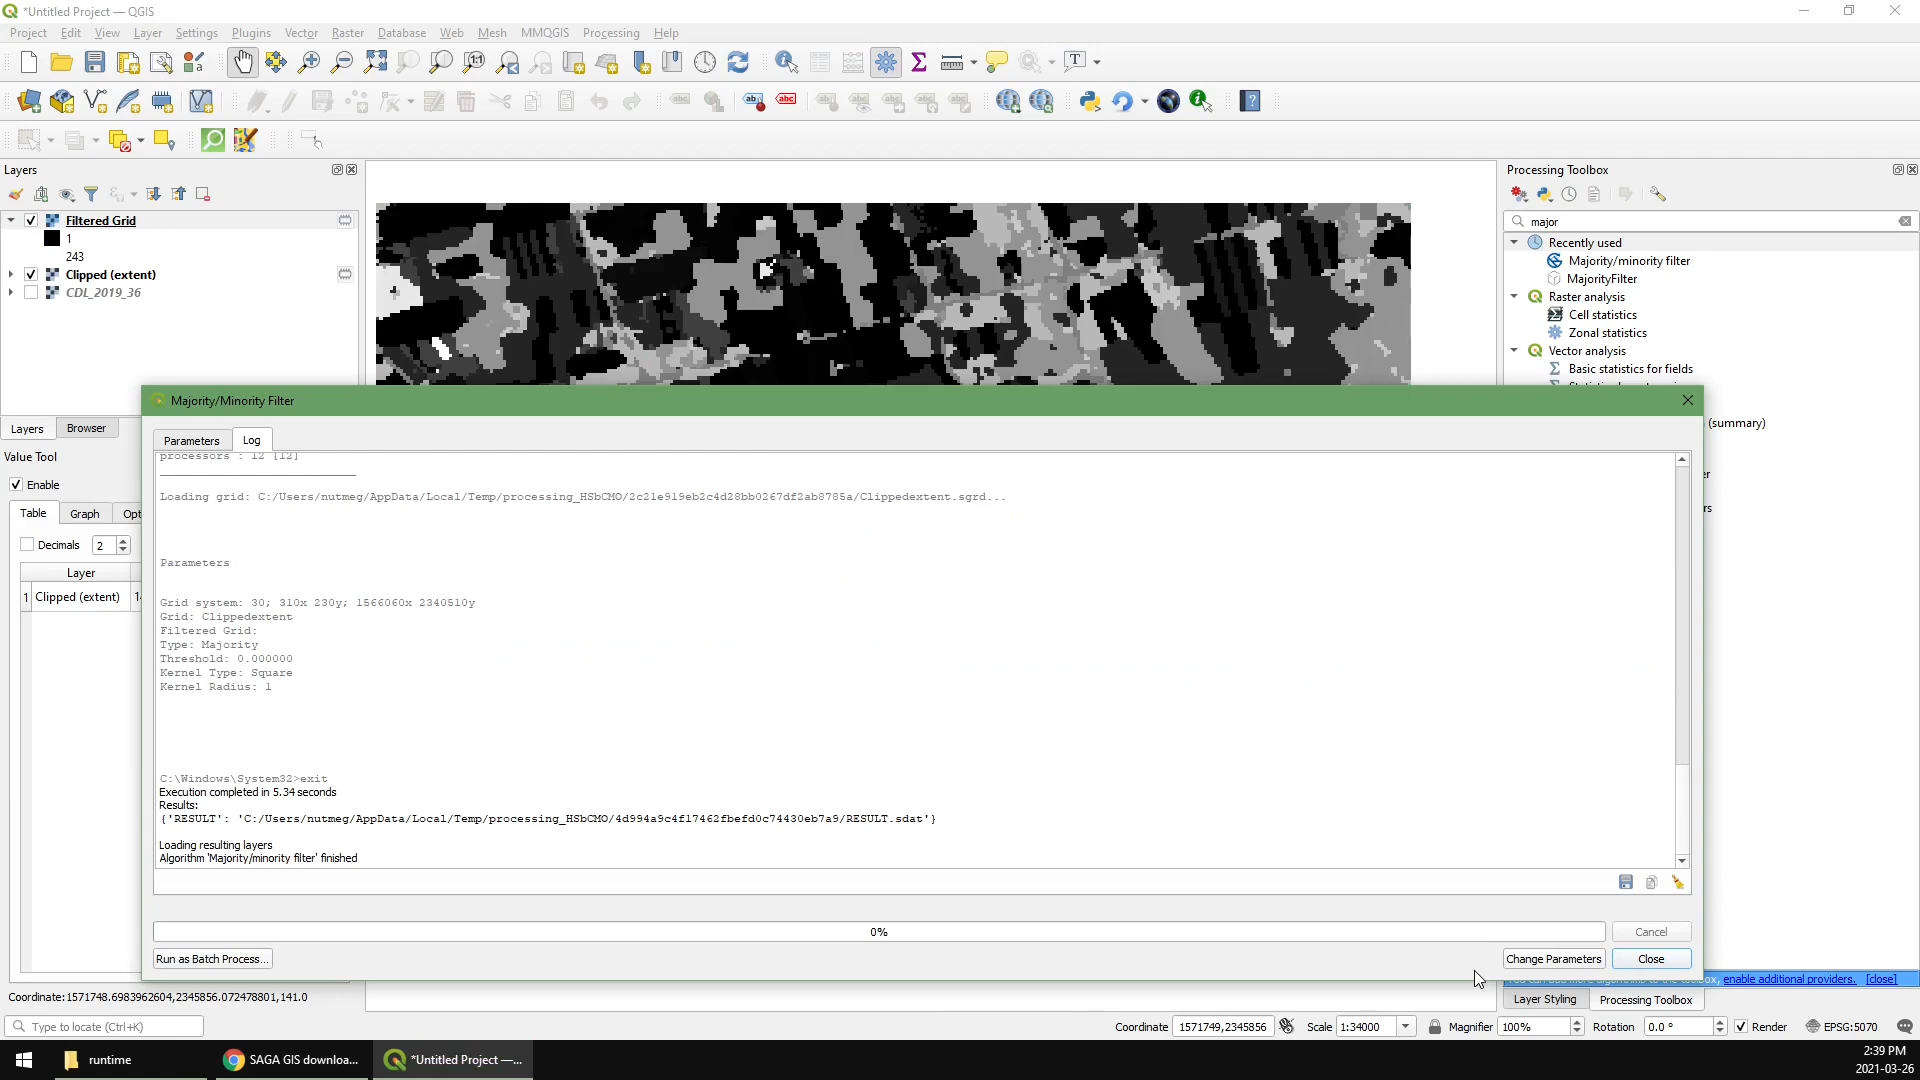 *Untitled Project — QGIS
Project Edit View Layer Settings Plugins Vector Raster Database Web Mesh MMQGIS Processing Help
Layers
Filtered Grid
1
243
Clipped (extent)
CDL_2019_36
Layers Browser
Value Tool
Enable
Table Graph Opt
Decimals 2
Layer
1 Clipped (extent) 1
Coordinate:1571748.6983962604,2345856.072478801,141.0
Processing Toolbox
major
Recently used
Majority/minority filter
MajorityFilter
Raster analysis
Cell statistics
Zonal statistics
Vector analysis
Basic statistics for fields
(summary)
Majority/Minority Filter
Parameters Log
processors : 12 [12]
Loading grid: C:/Users/nutmeg/AppData/Local/Temp/processing_HSbCMO/2c21e919eb2c4d28bb0267df2ab8785a/Clippedextent.sgrd...
Parameters
Grid system: 30; 310x 230y; 1566060x 2340510y
Grid: Clippedextent
Filtered Grid:
Type: Majority
Threshold: 0.000000
Kernel Type: Square
Kernel Radius: 1
C:\Windows\System32>exit
Execution completed in 5.34 seconds
Results:
{'RESULT': 'C:/Users/nutmeg/AppData/Local/Temp/processing_HSbCMO/4d994a9c4f17462fbefd0c74430eb7a9/RESULT.sdat'}
Loading resulting layers
Algorithm 'Majority/minority filter' finished
0%
Cancel
Run as Batch Process...
Change Parameters Close
enable additional providers. [close]
Layer Styling Processing Toolbox
Type to locate (Ctrl+K)
Coordinate 1571749,2345856 Scale 1:34000 Magnifier 100% Rotation 0.0 ° Render EPSG:5070
runtime
SAGA GIS downloa...
*Untitled Project —...
2:39 PM
2021-03-26